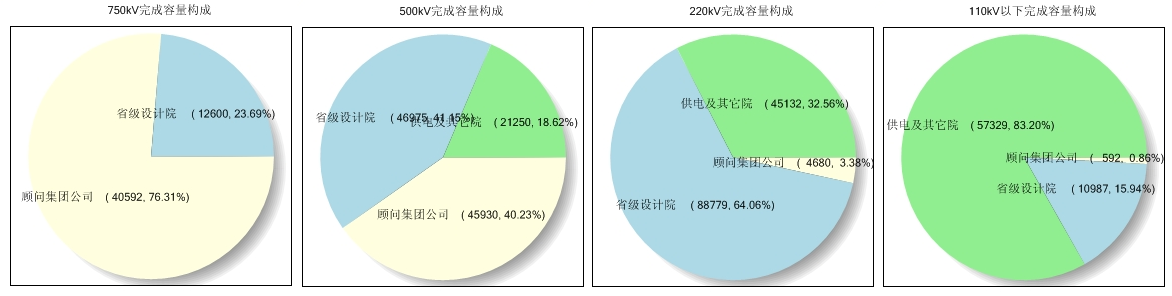 750kV完成容量构成
省级设计院 ( 12600, 23.69%)
顾问集团公司 ( 40592, 76.31%)
500kV完成容量构成
省级设计院 ( 46975, 41.15%)
供电及其它院 ( 21250, 18.62%)
顾问集团公司 ( 45930, 40.23%)
220kV完成容量构成
供电及其它院 ( 45132, 32.56%)
顾问集团公司 ( 4680, 3.38%)
省级设计院 ( 88779, 64.06%)
110kV以下完成容量构成
供电及其它院 ( 57329, 83.20%)
顾问集团公司 ( 592, 0.86%)
省级设计院 ( 10987, 15.94%)